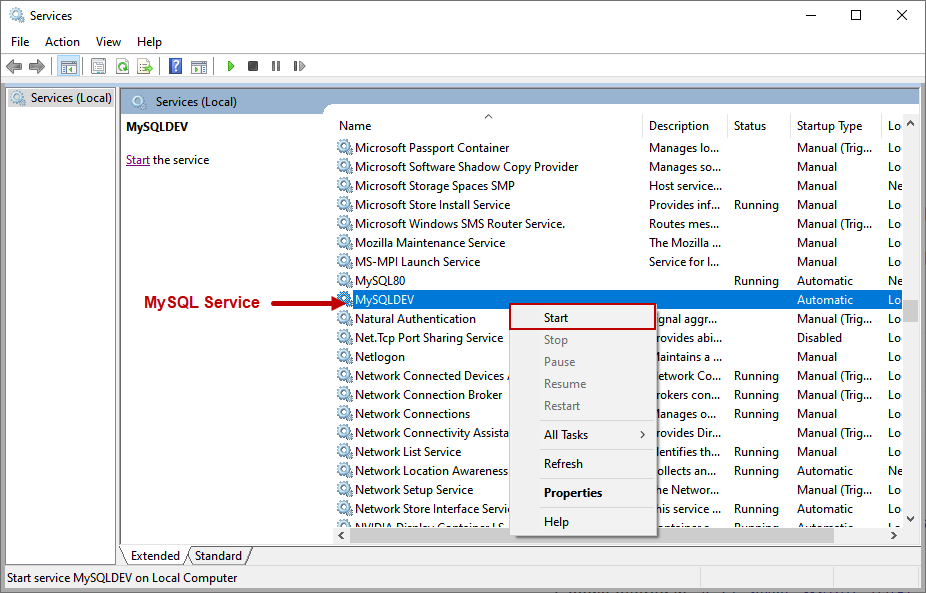 Services
File Action View Help
Services (Local)
Services (Local)
MySQLDEV
Start the service
Name Description Status Startup Type Lo
Microsoft Passport Container Manages lo... Manual (Trig... Lo
Microsoft Software Shadow Copy Provider Manages so... Manual Lo
Microsoft Storage Spaces SMP Host service... Manual Ne
Microsoft Store Install Service Provides inf... Running Manual Lo
Microsoft Windows SMS Router Service. Routes mes... Manual (Trig... Lo
Mozilla Maintenance Service The Mozilla ... Manual Lo
MS-MPI Launch Service Service for l... Manual Lo
MySQL80 Running Automatic Ne
MySQL Service
MySQLDEV Automatic Lo
Natural Authentication ignal aggr... Manual (Trig... Lo
Net.Tcp Port Sharing Service rovides abi... Disabled Lo
Netlogon Maintains a ... Manual Lo
Network Connected Devices etwork Co... Running Manual (Trig... Lo
Network Connection Broker rokers con... Running Manual (Trig... Lo
Network Connections Manages o... Running Manual Lo
Network Connectivity Assista rovides Dir... Manual (Trig... Lo
Network List Service dentifies th... Running Manual Lo
Network Location Awareness ollects an... Running Automatic Ne
Network Setup Service he Networ... Manual (Trig... Lo
Network Store Interface Servi his service ... Running Automatic Lo
NVIDIA Display Container LS ontainer s... Running Automatic Lo
Start
Stop
Pause
Resume
Restart
All Tasks
Refresh
Properties
Help
Extended Standard
Start service MySQLDEV on Local Computer